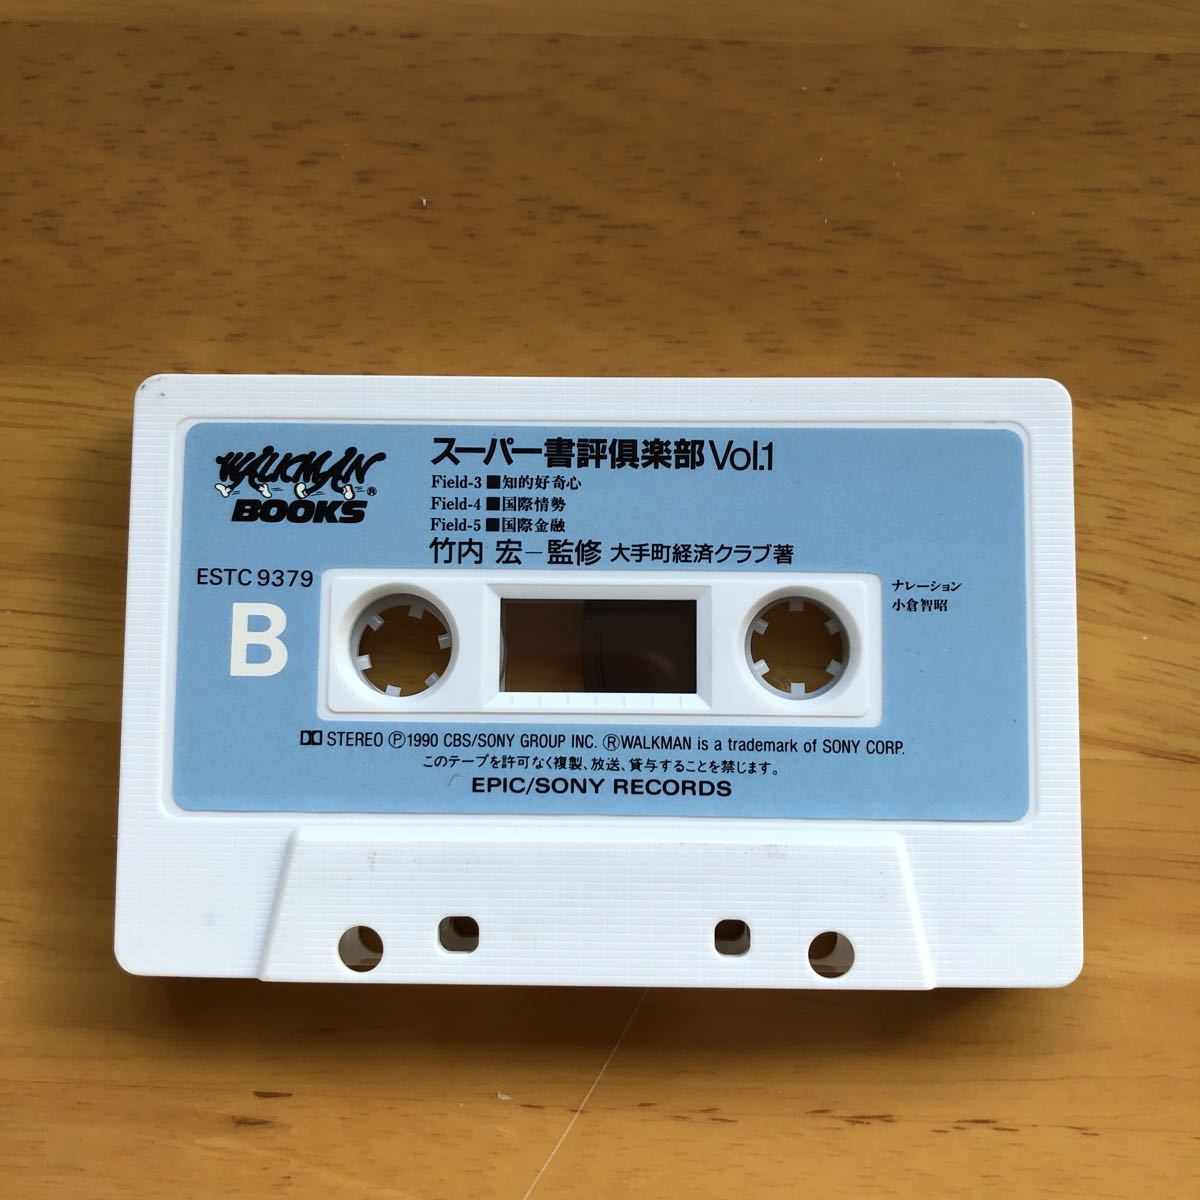 WALKMAN®
BOOKS
スーパー書評倶楽部 Vol.1
Field-3 ■知的好奇心
Field-4 ■国際情勢
Field-5 ■国際金融
竹内 宏—監修 大手町経済クラブ著
ESTC 9379
B
ナレーション
小倉智昭
STEREO Ⓟ1990 CBS/SONY GROUP INC. ®WALKMAN is a trademark of SONY CORP.
このテープを許可なく複製、放送、貸与することを禁じます。
EPIC/SONY RECORDS